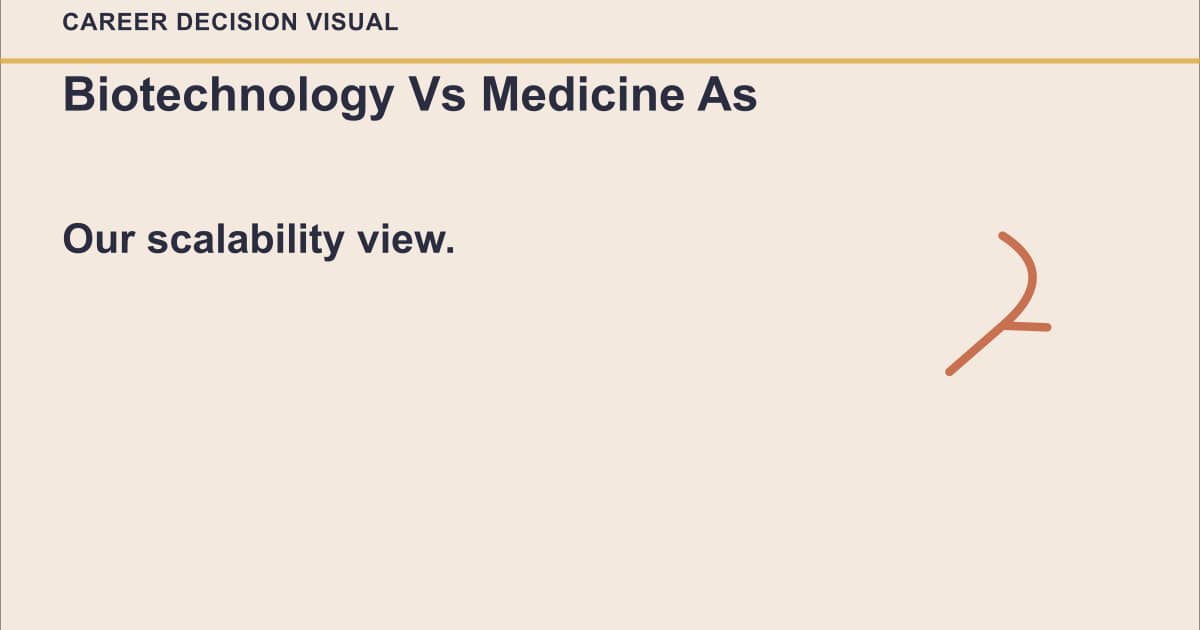 CAREER DECISION VISUAL
Biotechnology Vs Medicine As
Our scalability view.